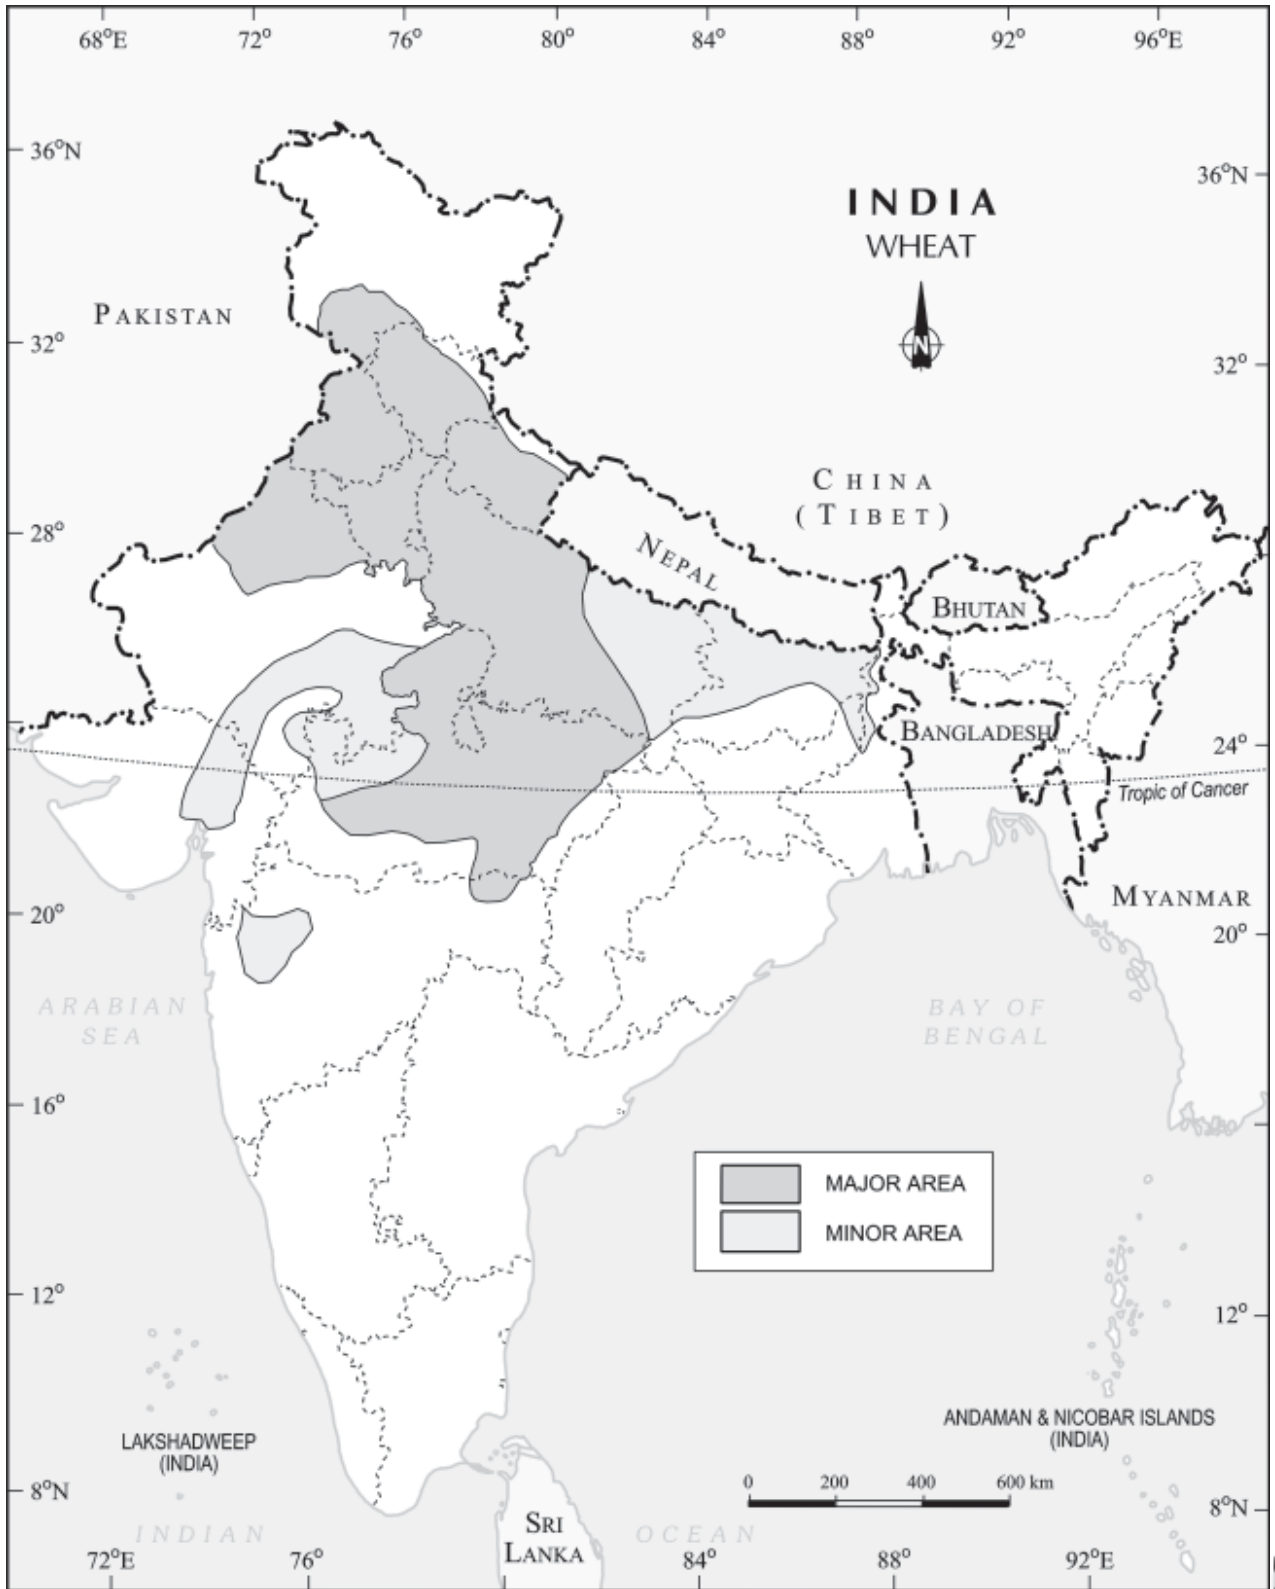 68°E 72° 76° 80° 84° 88° 92° 96°E
36°N
36°N
INDIA
WHEAT
N
PAKISTAN
32°
32°
CHINA
(TIBET)
28°
NEPAL
BHUTAN
BANGLADESH
24°
Tropic of Cancer
MYANMAR
20°
20°
ARABIAN
SEA
BAY OF
BENGAL
16°
MAJOR AREA
MINOR AREA
12°
12°
ANDAMAN & NICOBAR ISLANDS
(INDIA)
LAKSHADWEEP
(INDIA)
0 200 400 600 km
8°N
8°N
SRI
LANKA
INDIAN OCEAN
72°E 76° 84° 88° 92°E